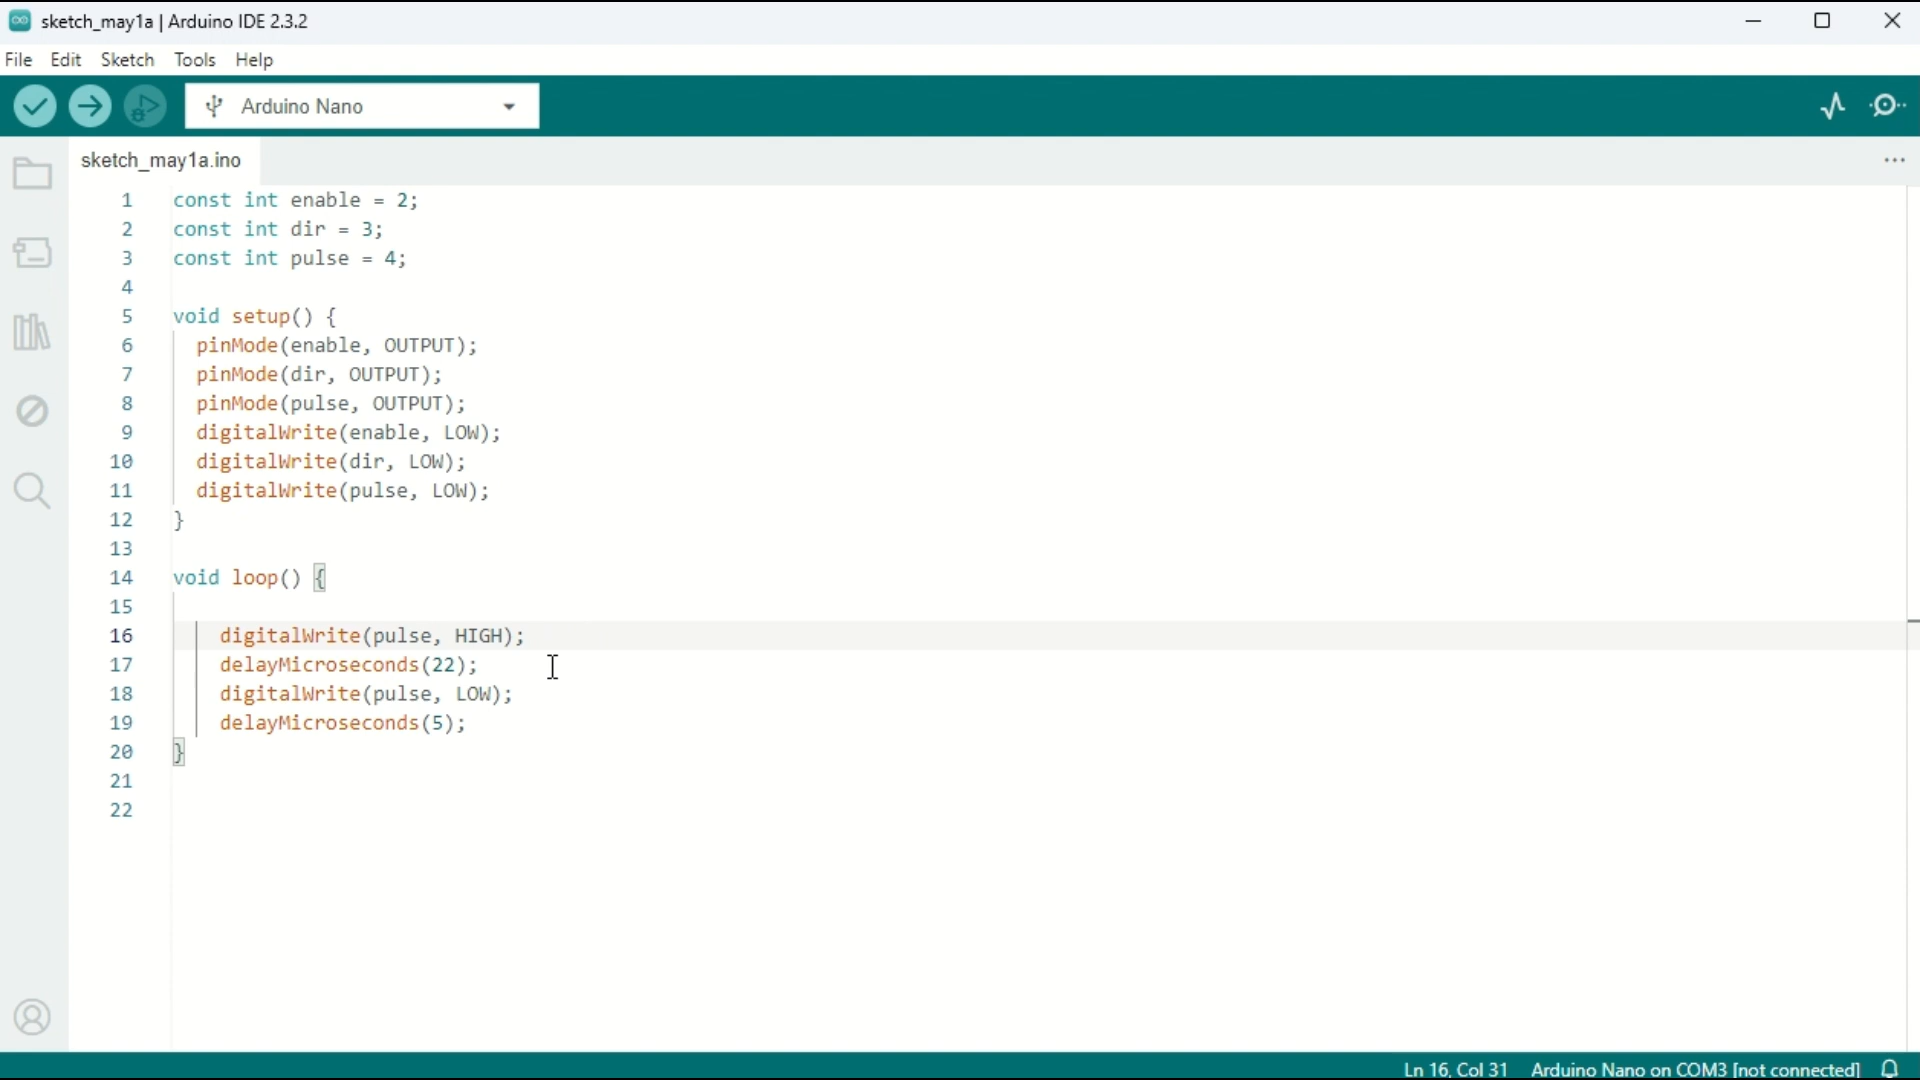 sketch_may1a | Arduino IDE 2.3.2
File Edit Sketch Tools Help
Arduino Nano
sketch_may1a.ino
1 const int enable = 2;
2 const int dir = 3;
3 const int pulse = 4;
4
5 void setup() {
6 pinMode(enable, OUTPUT);
7 pinMode(dir, OUTPUT);
8 pinMode(pulse, OUTPUT);
9 digitalWrite(enable, LOW);
10 digitalWrite(dir, LOW);
11 digitalWrite(pulse, LOW);
12 }
13
14 void loop() {
15
16 digitalWrite(pulse, HIGH);
17 delayMicroseconds(22);
18 digitalWrite(pulse, LOW);
19 delayMicroseconds(5);
20 }
21
22
Ln 16, Col 31 Arduino Nano on COM3 [not connected]